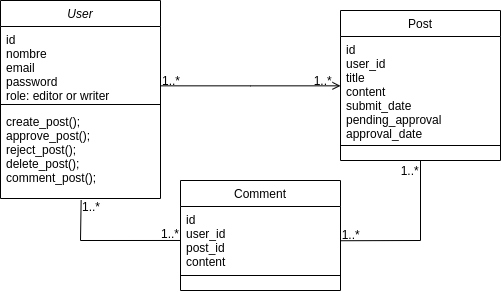 User
id
nombre
email
password
role: editor or writer
create_post();
approve_post();
reject_post();
delete_post();
comment_post();
1..*
1..*
Post
id
user_id
title
content
submit_date
pending_approval
approval_date
1..*
1..*
Comment
id
user_id
post_id
content
1..*
1..*